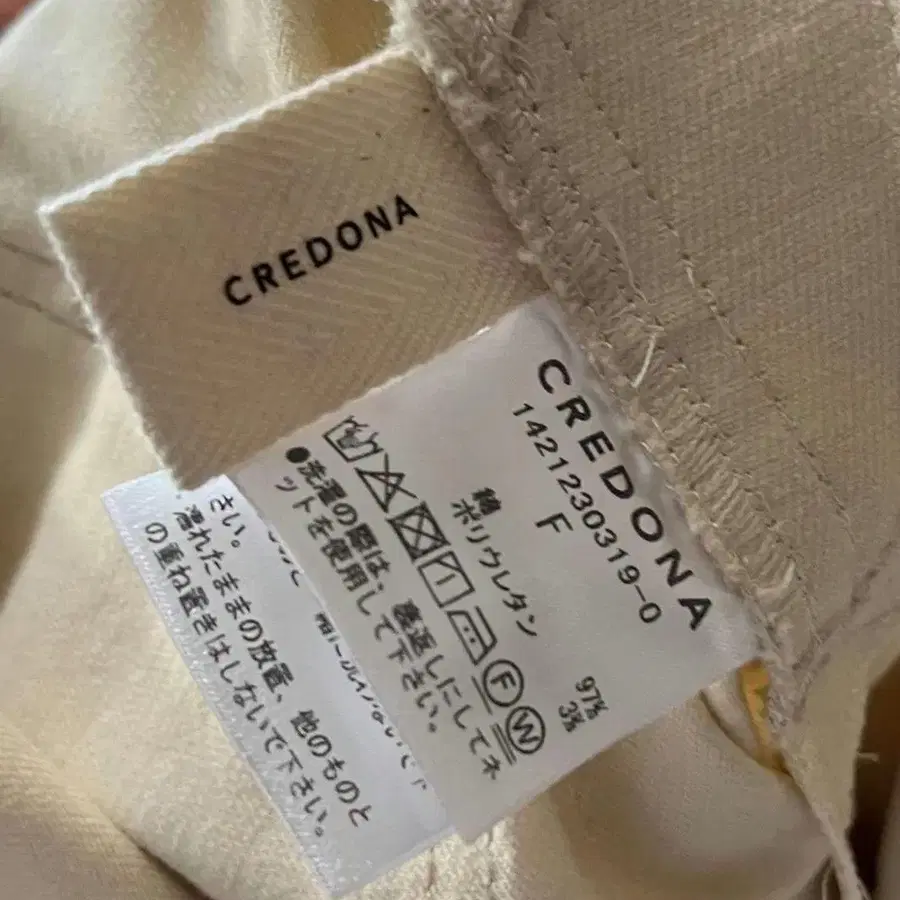 CREDONA
CREDONA
1421230319-0
F
綿 97%
ポリウレタン 3%
F
W
●洗濯の際は、裏返しにしてネ
ットを使用して下さい。
さい。
濡れたままの放置、他のものと
の重ね置きはしないで下さい。